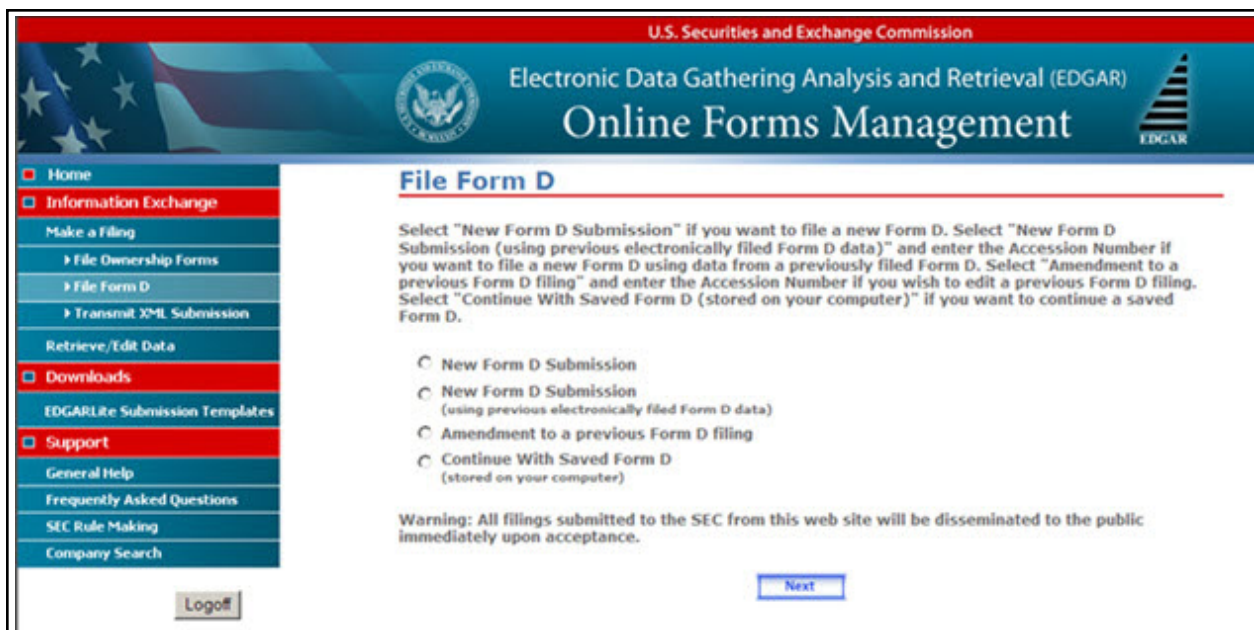 U.S. Securities and Exchange Commission
Electronic Data Gathering Analysis and Retrieval (EDGAR)
Online Forms Management
EDGAR
Home
Information Exchange
Make a Filing
File Ownership Forms
File Form D
Transmit XML Submission
Retrieve/Edit Data
Downloads
EDGARLite Submission Templates
Support
General Help
Frequently Asked Questions
SEC Rule Making
Company Search
Logoff
File Form D
Select "New Form D Submission" if you want to file a new Form D. Select "New Form D
Submission (using previous electronically filed Form D data)" and enter the Accession Number if
you want to file a new Form D using data from a previously filed Form D. Select "Amendment to a
previous Form D filing" and enter the Accession Number if you wish to edit a previous Form D filing.
Select "Continue With Saved Form D (stored on your computer)" if you want to continue a saved
Form D.
New Form D Submission
New Form D Submission
(using previous electronically filed Form D data)
Amendment to a previous Form D filing
Continue With Saved Form D
(stored on your computer)
Warning: All filings submitted to the SEC from this web site will be disseminated to the public
immediately upon acceptance.
Next